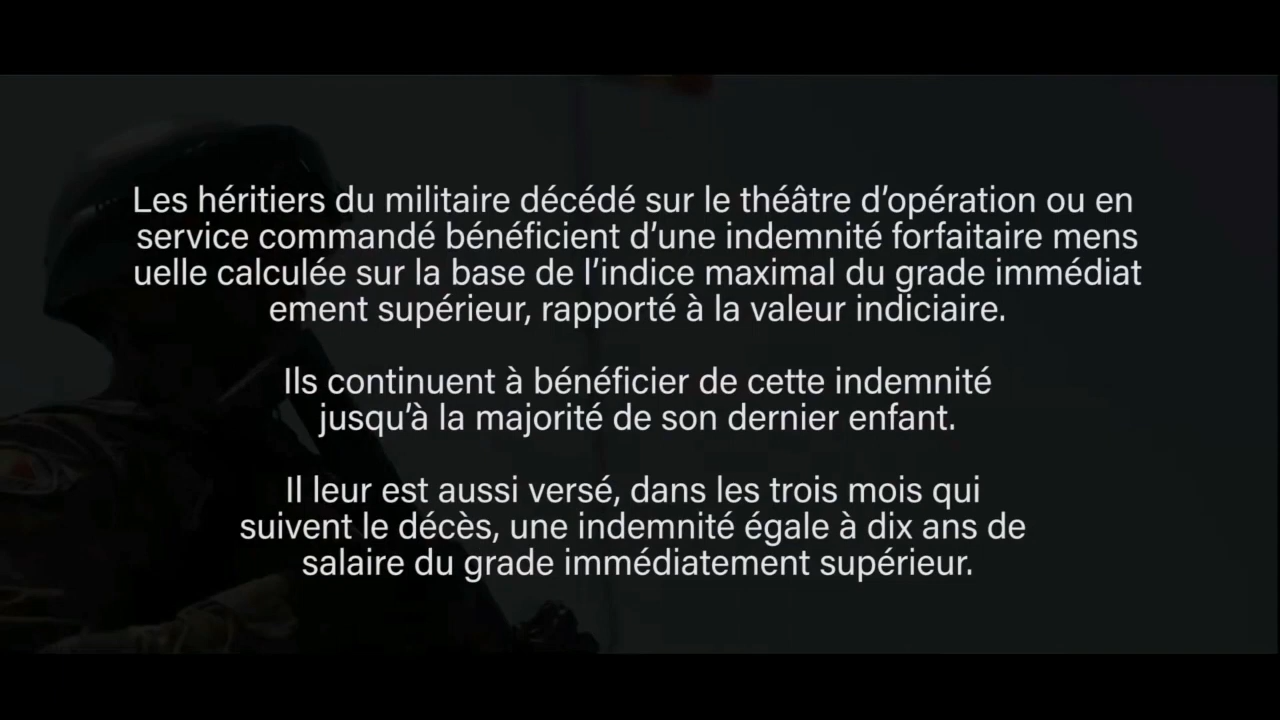 Les héritiers du militaire décédé sur le théâtre d’opération ou en
service commandé bénéficient d’une indemnité forfaitaire mens
uelle calculée sur la base de l’indice maximal du grade immédiat
ement supérieur, rapporté à la valeur indiciaire.
Ils continuent à bénéficier de cette indemnité
jusqu’à la majorité de son dernier enfant.
Il leur est aussi versé, dans les trois mois qui
suivent le décès, une indemnité égale à dix ans de
salaire du grade immédiatement supérieur.